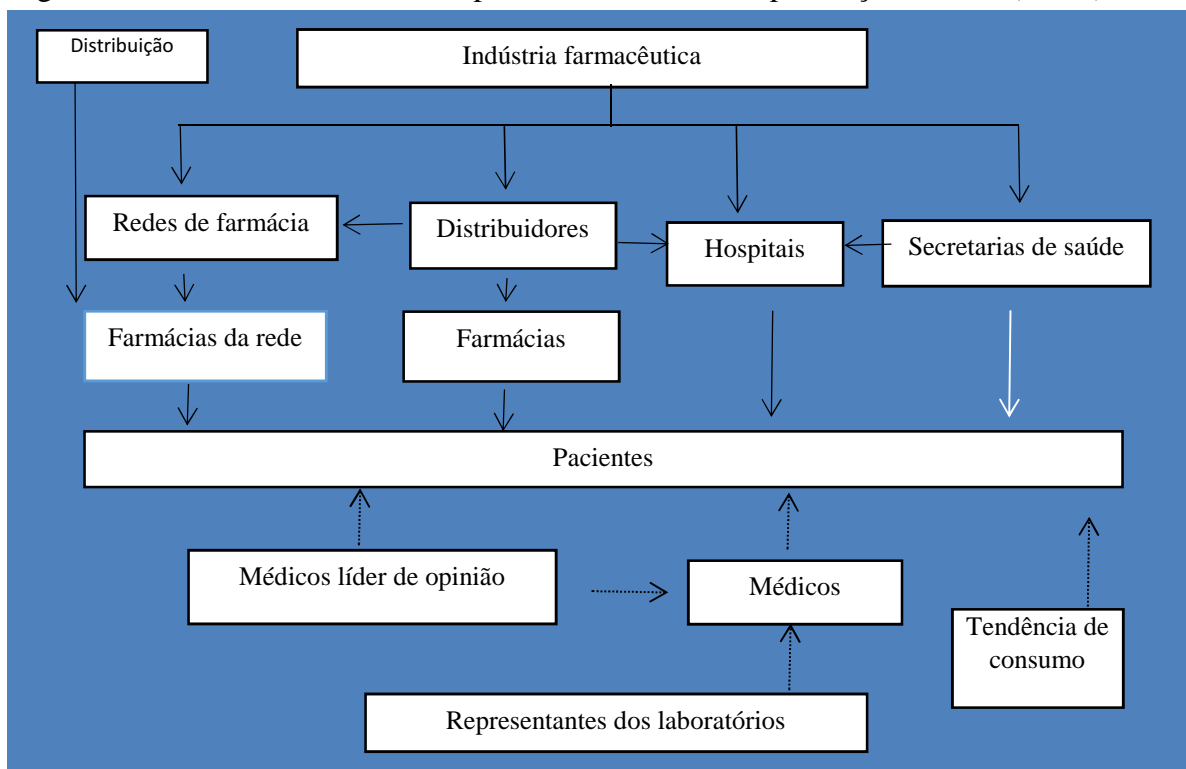 Distribuição
Indústria farmacêutica
Redes de farmácia
Distribuidores
Hospitais
Secretarias de saúde
Farmácias da rede
Farmácias
Pacientes
Médicos líder de opinião
Médicos
Tendência de
consumo
Representantes dos laboratórios